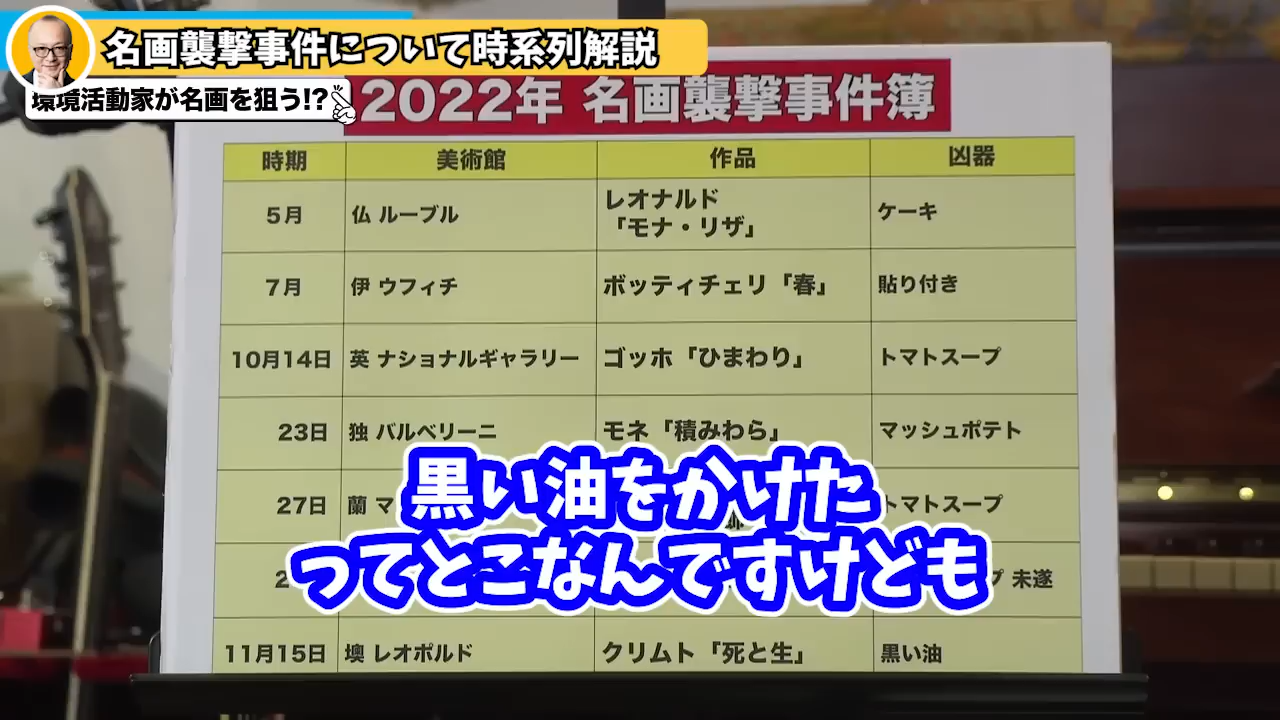 名画襲撃事件について時系列解説
環境活動家が名画を狙う!?
2022年 名画襲撃事件簿
時期 美術館 作品 凶器
5月 仏 ルーブル レオナルド「モナ・リザ」 ケーキ
7月 伊 ウフィチ ボッティチェリ「春」 貼り付き
10月14日 英 ナショナルギャラリー ゴッホ「ひまわり」 トマトスープ
23日 独 バルベリーニ モネ「積みわら」 マッシュポテト
27日 蘭 マ トマトスープ
2 プ 未遂
11月15日 墺 レオポルド クリムト「死と生」 黒い油
黒い油をかけた
ってとこなんですけども